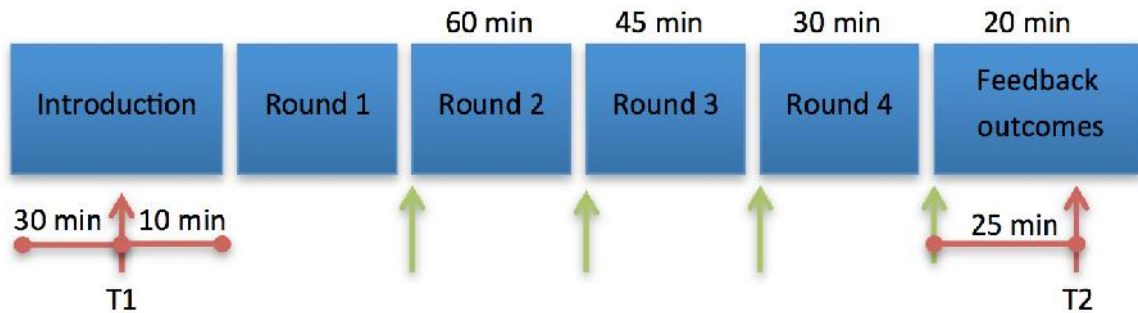 60 min 45 min 30 min 20 min
Introduction Round 1 Round 2 Round 3 Round 4 Feedback
outcomes
30 min 10 min 25 min
T1 T2